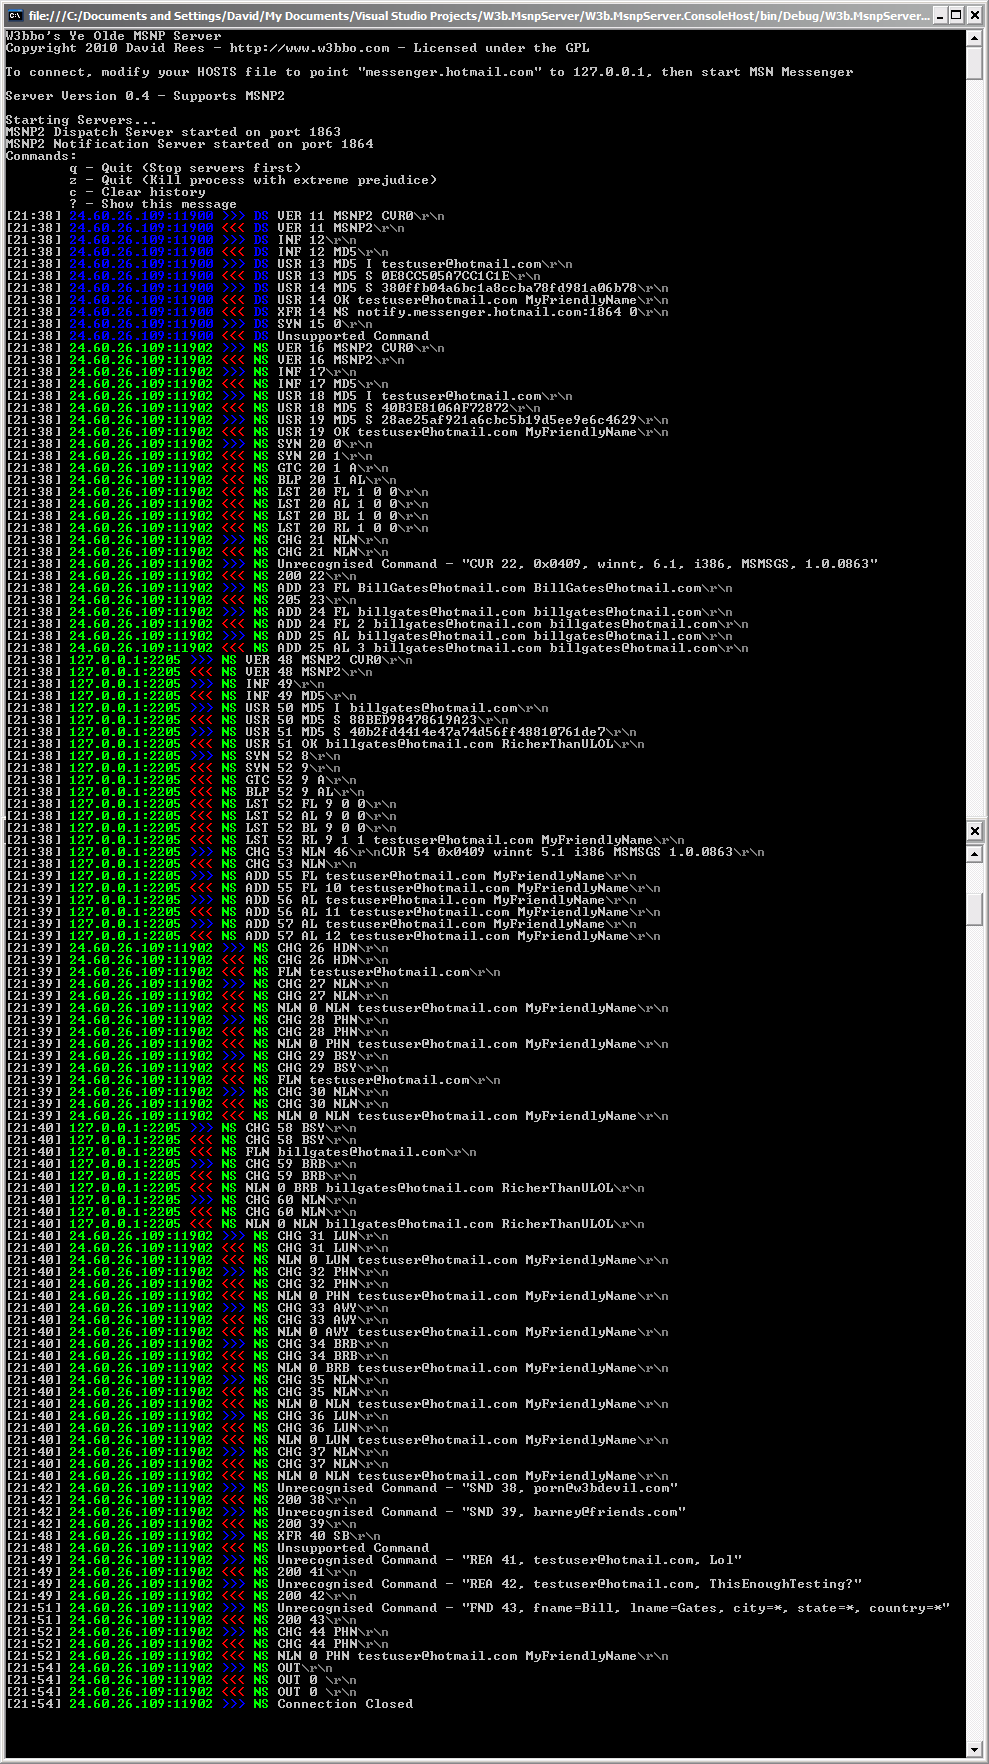 file:///C:/Documents and Settings/David/My Documents/Visual Studio Projects/W3b.MsnpServer/W3b.MsnpServer.ConsoleHost/bin/Debug/W3b.MsnpServer...
W3bbo's Ye Olde MSNP Server
Copyright 2010 David Rees - http://www.w3bbo.com - Licensed under the GPL
To connect, modify your HOSTS file to point "messenger.hotmail.com" to 127.0.0.1, then start MSN Messenger
Server Version 0.4 - Supports MSNP2
Starting Servers...
MSNP2 Dispatch Server started on port 1863
MSNP2 Notification Server started on port 1864
Commands:
q - Quit (Stop servers first)
z - Quit (Kill process with extreme prejudice)
c - Clear history
? - Show this message
[21:38] 24.60.26.109:11900 >>> DS VER 11 MSNP2 CVR0\r\n
[21:38] 24.60.26.109:11900 <<< DS VER 11 MSNP2\r\n
[21:38] 24.60.26.109:11900 >>> DS INF 12\r\n
[21:38] 24.60.26.109:11900 <<< DS INF 12 MD5\r\n
[21:38] 24.60.26.109:11900 >>> DS USR 13 MD5 I testuser@hotmail.com\r\n
[21:38] 24.60.26.109:11900 <<< DS USR 13 MD5 S 0E8CC505A7CC1C1E\r\n
[21:38] 24.60.26.109:11900 >>> DS USR 14 MD5 S 380ffb04a6bc1a8ccba78fd981a06b78\r\n
[21:38] 24.60.26.109:11900 <<< DS USR 14 OK testuser@hotmail.com MyFriendlyName\r\n
[21:38] 24.60.26.109:11900 <<< DS XFR 14 NS notify.messenger.hotmail.com:1864 0\r\n
[21:38] 24.60.26.109:11900 >>> DS SYN 15 0\r\n
[21:38] 24.60.26.109:11900 <<< DS Unsupported Command
[21:38] 24.60.26.109:11902 >>> NS VER 16 MSNP2 CVR0\r\n
[21:38] 24.60.26.109:11902 <<< NS VER 16 MSNP2\r\n
[21:38] 24.60.26.109:11902 >>> NS INF 17\r\n
[21:38] 24.60.26.109:11902 <<< NS INF 17 MD5\r\n
[21:38] 24.60.26.109:11902 >>> NS USR 18 MD5 I testuser@hotmail.com\r\n
[21:38] 24.60.26.109:11902 <<< NS USR 18 MD5 S 40B3E8106AF72872\r\n
[21:38] 24.60.26.109:11902 >>> NS USR 19 MD5 S 28ae25af921a6cbc5b19d5ee9e6c4629\r\n
[21:38] 24.60.26.109:11902 <<< NS USR 19 OK testuser@hotmail.com MyFriendlyName\r\n
[21:38] 24.60.26.109:11902 >>> NS SYN 20 0\r\n
[21:38] 24.60.26.109:11902 <<< NS SYN 20 1\r\n
[21:38] 24.60.26.109:11902 <<< NS GTC 20 1 A\r\n
[21:38] 24.60.26.109:11902 <<< NS BLP 20 1 AL\r\n
[21:38] 24.60.26.109:11902 <<< NS LST 20 FL 1 0 0\r\n
[21:38] 24.60.26.109:11902 <<< NS LST 20 AL 1 0 0\r\n
[21:38] 24.60.26.109:11902 <<< NS LST 20 BL 1 0 0\r\n
[21:38] 24.60.26.109:11902 <<< NS LST 20 RL 1 0 0\r\n
[21:38] 24.60.26.109:11902 >>> NS CHG 21 NLN\r\n
[21:38] 24.60.26.109:11902 <<< NS CHG 21 NLN\r\n
[21:38] 24.60.26.109:11902 >>> NS Unrecognised Command - "CVR 22, 0x0409, winnt, 6.1, i386, MSMSGS, 1.0.0863"
[21:38] 24.60.26.109:11902 <<< NS 200 22\r\n
[21:38] 24.60.26.109:11902 >>> NS ADD 23 FL BillGates@hotmail.com BillGates@hotmail.com\r\n
[21:38] 24.60.26.109:11902 <<< NS 205 23\r\n
[21:38] 24.60.26.109:11902 >>> NS ADD 24 FL billgates@hotmail.com billgates@hotmail.com\r\n
[21:38] 24.60.26.109:11902 <<< NS ADD 24 FL 2 billgates@hotmail.com billgates@hotmail.com\r\n
[21:38] 24.60.26.109:11902 >>> NS ADD 25 AL billgates@hotmail.com billgates@hotmail.com\r\n
[21:38] 24.60.26.109:11902 <<< NS ADD 25 AL 3 billgates@hotmail.com billgates@hotmail.com\r\n
[21:38] 127.0.0.1:2205 >>> NS VER 48 MSNP2 CVR0\r\n
[21:38] 127.0.0.1:2205 <<< NS VER 48 MSNP2\r\n
[21:38] 127.0.0.1:2205 >>> NS INF 49\r\n
[21:38] 127.0.0.1:2205 <<< NS INF 49 MD5\r\n
[21:38] 127.0.0.1:2205 >>> NS USR 50 MD5 I billgates@hotmail.com\r\n
[21:38] 127.0.0.1:2205 <<< NS USR 50 MD5 S 88BED98478619A23\r\n
[21:38] 127.0.0.1:2205 >>> NS USR 51 MD5 S 40b2fd4414e47a74d56ff48810761de7\r\n
[21:38] 127.0.0.1:2205 <<< NS USR 51 OK billgates@hotmail.com RicherThanULOL\r\n
[21:38] 127.0.0.1:2205 >>> NS SYN 52 8\r\n
[21:38] 127.0.0.1:2205 <<< NS SYN 52 9\r\n
[21:38] 127.0.0.1:2205 <<< NS GTC 52 9 A\r\n
[21:38] 127.0.0.1:2205 <<< NS BLP 52 9 AL\r\n
[21:38] 127.0.0.1:2205 <<< NS LST 52 FL 9 0 0\r\n
[21:38] 127.0.0.1:2205 <<< NS LST 52 AL 9 0 0\r\n
[21:38] 127.0.0.1:2205 <<< NS LST 52 BL 9 0 0\r\n
[21:38] 127.0.0.1:2205 <<< NS LST 52 RL 9 1 1 testuser@hotmail.com MyFriendlyName\r\n
[21:38] 127.0.0.1:2205 >>> NS CHG 53 NLN 46\r\nCVR 54 0x0409 winnt 5.1 i386 MSMSGS 1.0.0863\r\n
[21:38] 127.0.0.1:2205 <<< NS CHG 53 NLN\r\n
[21:38] 127.0.0.1:2205 >>> NS ADD 55 FL testuser@hotmail.com MyFriendlyName\r\n
[21:38] 127.0.0.1:2205 <<< NS ADD 55 FL 10 testuser@hotmail.com MyFriendlyName\r\n
[21:38] 127.0.0.1:2205 >>> NS ADD 56 AL testuser@hotmail.com MyFriendlyName\r\n
[21:38] 127.0.0.1:2205 <<< NS ADD 56 AL 11 testuser@hotmail.com MyFriendlyName\r\n
[21:38] 127.0.0.1:2205 >>> NS ADD 57 AL testuser@hotmail.com MyFriendlyName\r\n
[21:38] 127.0.0.1:2205 <<< NS ADD 57 AL 12 testuser@hotmail.com MyFriendlyName\r\n
[21:39] 24.60.26.109:11902 >>> NS CHG 26 HDN\r\n
[21:39] 24.60.26.109:11902 <<< NS CHG 26 HDN\r\n
[21:39] 24.60.26.109:11902 <<< NS FLN testuser@hotmail.com\r\n
[21:39] 24.60.26.109:11902 >>> NS CHG 27 NLN\r\n
[21:39] 24.60.26.109:11902 <<< NS CHG 27 NLN\r\n
[21:39] 24.60.26.109:11902 <<< NS NLN 0 NLN testuser@hotmail.com MyFriendlyName\r\n
[21:39] 24.60.26.109:11902 >>> NS CHG 28 PHN\r\n
[21:39] 24.60.26.109:11902 <<< NS CHG 28 PHN\r\n
[21:39] 24.60.26.109:11902 <<< NS NLN 0 PHN testuser@hotmail.com MyFriendlyName\r\n
[21:39] 24.60.26.109:11902 >>> NS CHG 29 BSY\r\n
[21:39] 24.60.26.109:11902 <<< NS CHG 29 BSY\r\n
[21:39] 24.60.26.109:11902 <<< NS FLN testuser@hotmail.com\r\n
[21:39] 24.60.26.109:11902 >>> NS CHG 30 NLN\r\n
[21:39] 24.60.26.109:11902 <<< NS CHG 30 NLN\r\n
[21:39] 24.60.26.109:11902 <<< NS NLN 0 NLN testuser@hotmail.com MyFriendlyName\r\n
[21:40] 127.0.0.1:2205 >>> NS CHG 58 BSY\r\n
[21:40] 127.0.0.1:2205 <<< NS CHG 58 BSY\r\n
[21:40] 127.0.0.1:2205 <<< NS FLN billgates@hotmail.com\r\n
[21:40] 127.0.0.1:2205 >>> NS CHG 59 BRB\r\n
[21:40] 127.0.0.1:2205 <<< NS CHG 59 BRB\r\n
[21:40] 127.0.0.1:2205 <<< NS NLN 0 BRB billgates@hotmail.com RicherThanULOL\r\n
[21:40] 127.0.0.1:2205 >>> NS CHG 60 NLN\r\n
[21:40] 127.0.0.1:2205 <<< NS CHG 60 NLN\r\n
[21:40] 127.0.0.1:2205 <<< NS NLN 0 NLN billgates@hotmail.com RicherThanULOL\r\n
[21:40] 24.60.26.109:11902 >>> NS CHG 31 LUN\r\n
[21:40] 24.60.26.109:11902 <<< NS CHG 31 LUN\r\n
[21:40] 24.60.26.109:11902 <<< NS NLN 0 LUN testuser@hotmail.com MyFriendlyName\r\n
[21:40] 24.60.26.109:11902 >>> NS CHG 32 PHN\r\n
[21:40] 24.60.26.109:11902 <<< NS CHG 32 PHN\r\n
[21:40] 24.60.26.109:11902 <<< NS NLN 0 PHN testuser@hotmail.com MyFriendlyName\r\n
[21:40] 24.60.26.109:11902 >>> NS CHG 33 AWY\r\n
[21:40] 24.60.26.109:11902 <<< NS CHG 33 AWY\r\n
[21:40] 24.60.26.109:11902 <<< NS NLN 0 AWY testuser@hotmail.com MyFriendlyName\r\n
[21:40] 24.60.26.109:11902 >>> NS CHG 34 BRB\r\n
[21:40] 24.60.26.109:11902 <<< NS CHG 34 BRB\r\n
[21:40] 24.60.26.109:11902 <<< NS NLN 0 BRB testuser@hotmail.com MyFriendlyName\r\n
[21:40] 24.60.26.109:11902 >>> NS CHG 35 NLN\r\n
[21:40] 24.60.26.109:11902 <<< NS CHG 35 NLN\r\n
[21:40] 24.60.26.109:11902 <<< NS NLN 0 NLN testuser@hotmail.com MyFriendlyName\r\n
[21:40] 24.60.26.109:11902 >>> NS CHG 36 LUN\r\n
[21:40] 24.60.26.109:11902 <<< NS CHG 36 LUN\r\n
[21:40] 24.60.26.109:11902 <<< NS NLN 0 LUN testuser@hotmail.com MyFriendlyName\r\n
[21:40] 24.60.26.109:11902 >>> NS CHG 37 NLN\r\n
[21:40] 24.60.26.109:11902 <<< NS CHG 37 NLN\r\n
[21:40] 24.60.26.109:11902 <<< NS NLN 0 NLN testuser@hotmail.com MyFriendlyName\r\n
[21:42] 24.60.26.109:11902 >>> NS Unrecognised Command - "SND 38, porn@w3bdevil.com"
[21:42] 24.60.26.109:11902 <<< NS 200 38\r\n
[21:42] 24.60.26.109:11902 >>> NS Unrecognised Command - "SND 39, barney@friends.com"
[21:42] 24.60.26.109:11902 <<< NS 200 39\r\n
[21:48] 24.60.26.109:11902 >>> NS XFR 40 SB\r\n
[21:48] 24.60.26.109:11902 <<< NS Unsupported Command
[21:49] 24.60.26.109:11902 >>> NS Unrecognised Command - "REA 41, testuser@hotmail.com, Lol"
[21:49] 24.60.26.109:11902 <<< NS 200 41\r\n
[21:49] 24.60.26.109:11902 >>> NS Unrecognised Command - "REA 42, testuser@hotmail.com, ThisEnoughTesting?"
[21:49] 24.60.26.109:11902 <<< NS 200 42\r\n
[21:51] 24.60.26.109:11902 >>> NS Unrecognised Command - "FND 43, fname=Bill, lname=Gates, city=*, state=*, country=*"
[21:51] 24.60.26.109:11902 <<< NS 200 43\r\n
[21:52] 24.60.26.109:11902 >>> NS CHG 44 PHN\r\n
[21:52] 24.60.26.109:11902 <<< NS CHG 44 PHN\r\n
[21:52] 24.60.26.109:11902 <<< NS NLN 0 PHN testuser@hotmail.com MyFriendlyName\r\n
[21:54] 24.60.26.109:11902 >>> NS OUT\r\n
[21:54] 24.60.26.109:11902 <<< NS OUT 0 \r\n
[21:54] 24.60.26.109:11902 <<< NS OUT 0 \r\n
[21:54] 24.60.26.109:11902 >>> NS Connection Closed